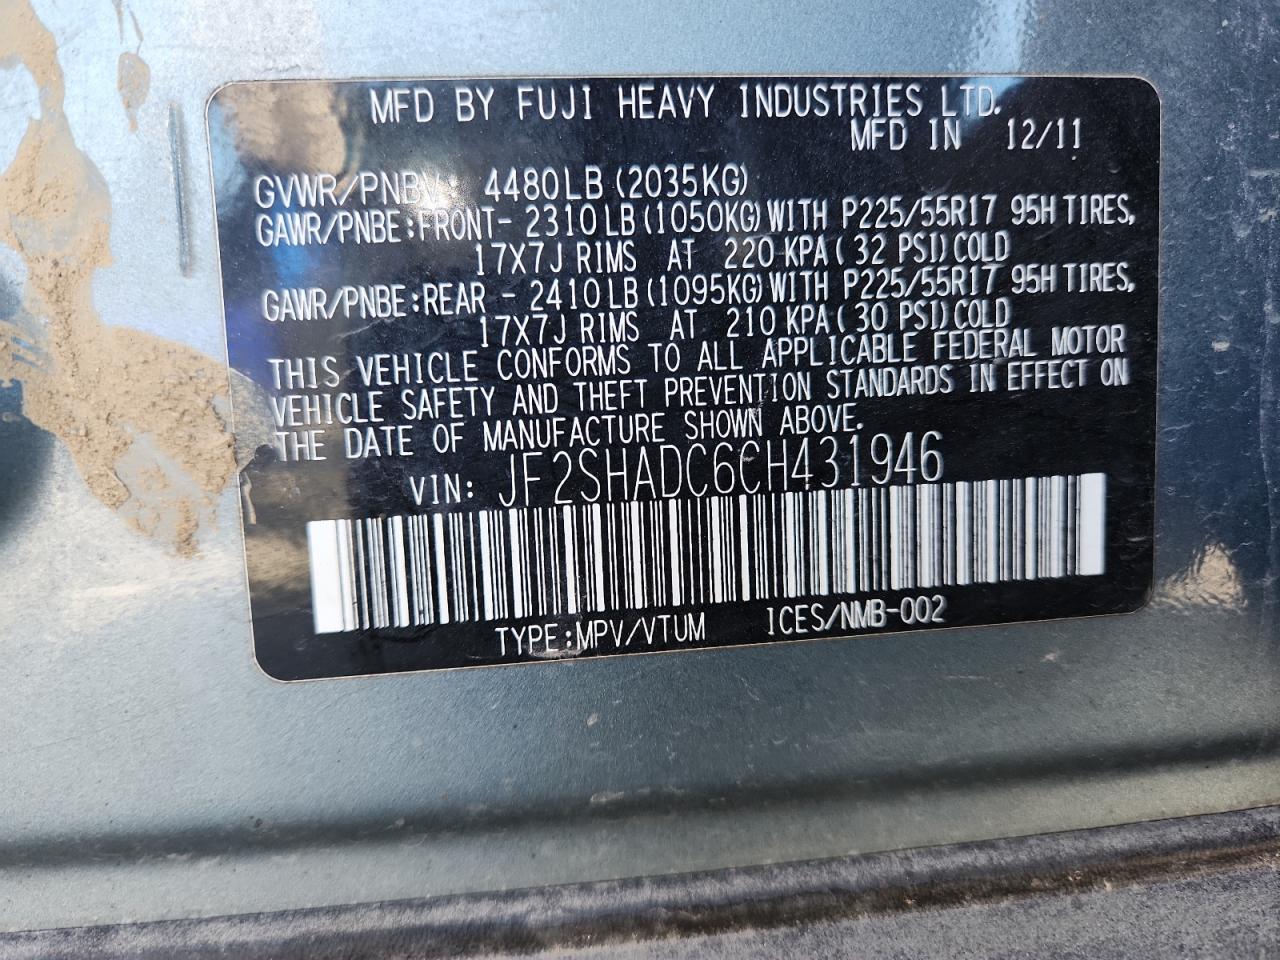 MFD BY FUJI HEAVY INDUSTRIES LTD.
MFD IN 12/11
GVWR/PNBV: 4480LB (2035KG)
GAWR/PNBE:FRONT- 2310LB (1050KG) WITH P225/55R17 95H TIRES,
17X7J RIMS AT 220 KPA( 32 PSI) COLD
GAWR/PNBE:REAR - 2410LB (1095KG) WITH P225/55R17 95H TIRES,
17X7J RIMS AT 210 KPA( 30 PSI) COLD
THIS VEHICLE CONFORMS TO ALL APPLICABLE FEDERAL MOTOR
VEHICLE SAFETY AND THEFT PREVENTION STANDARDS IN EFFECT ON
THE DATE OF MANUFACTURE SHOWN ABOVE.
VIN: JF2SHADC6CH431946
TYPE:MPV/VTUM ICES/NMB-002